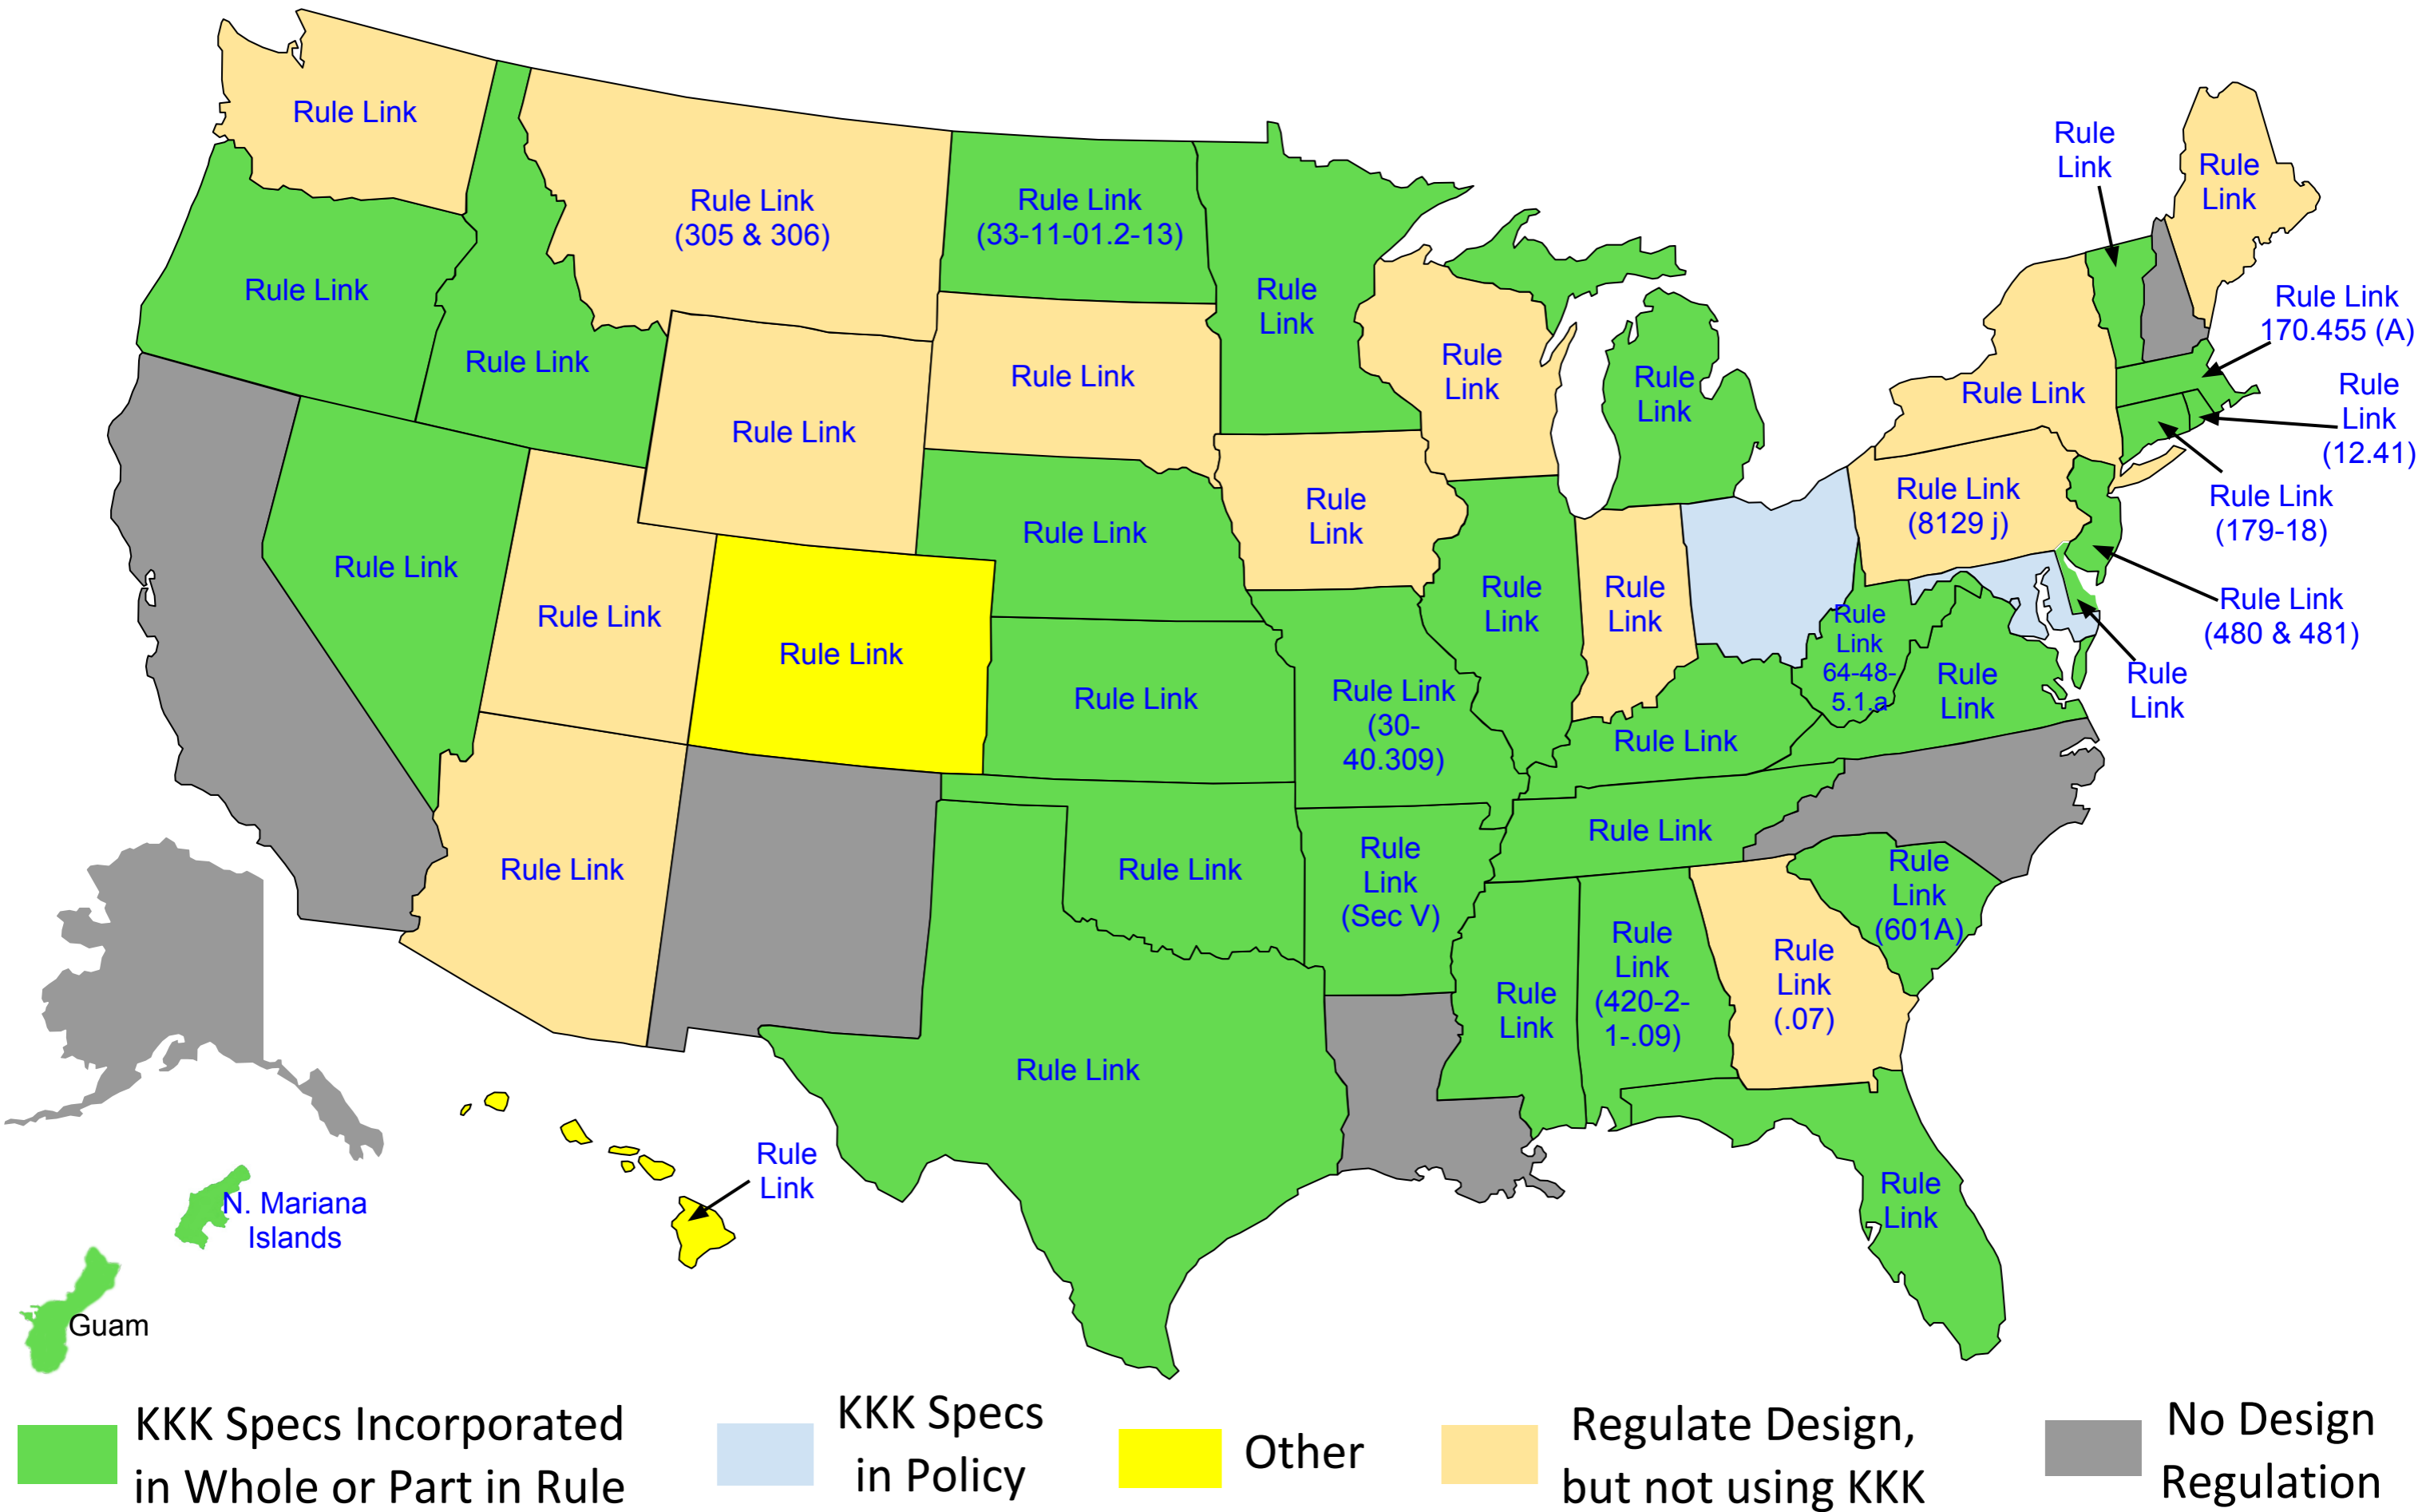 Rule Link
Rule Link
(305 & 306)
Rule Link
(33-11-01.2-13)
Rule
Link
Rule
Link
Rule
Link
Rule Link
170.455 (A)
Rule
Link
(12.41)
Rule Link
(179-18)
Rule Link
(480 & 481)
Rule
Link
Rule Link
Rule Link
Rule Link
Rule Link
Rule
Link
Rule
Link
Rule Link
Rule Link
(8129 j)
Rule Link
Rule Link
Rule
Link
Rule Link
Rule Link
Rule Link
Rule Link
Rule
Link
Rule
Link
Rule
Link
64-48-
5.1.a
Rule
Link
Rule Link
(30-
40.309)
Rule Link
Rule Link
Rule Link
Rule Link
Rule
Link
(Sec V)
Rule
Link
(601A)
Rule
Link
Rule
Link
(420-2-
1-.09)
Rule
Link
(.07)
Rule Link
Rule
Link
Rule
Link
N. Mariana
Islands
Guam
KKK Specs Incorporated
in Whole or Part in Rule
KKK Specs
in Policy
Other
Regulate Design,
but not using KKK
No Design
Regulation